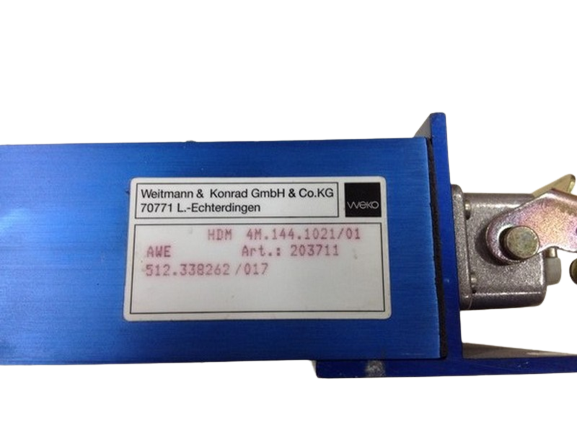 Weitmann & Konrad GmbH & Co.KG
70771 L.-Echterdingen
weko
HDM 4M.144.1021/01
AWE Art.: 203711
512.338262/017